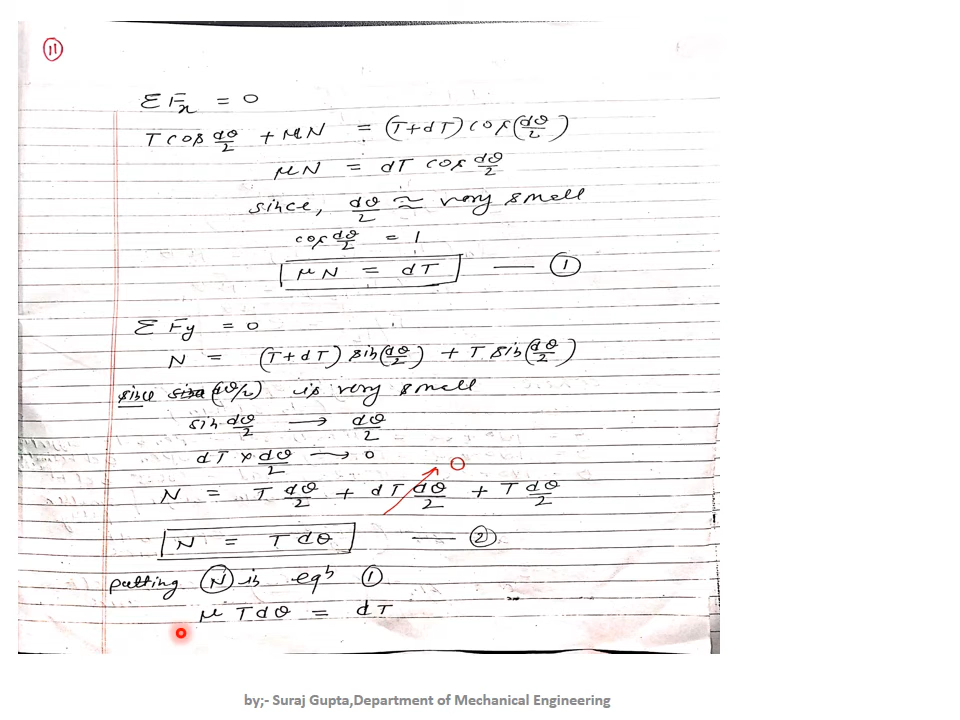 11
Σ Fx = 0
T cos dθ/2 + μN = (T+dT) cos(dθ/2)
μN = dT cos dθ/2
since, dθ/2 ≈ very small
cos dθ/2 = 1
μN = dT — ①
Σ Fy = 0
N = (T+dT) sin(dθ/2) + T sin(dθ/2)
since (dθ/2) is very small
sin dθ/2 → dθ/2
dT × dθ/2 → 0
0
N = T dθ/2 + dT dθ/2 + T dθ/2
N = T dθ — ②
putting Ⓝ in eqn ①
μ T dθ = dT
by;- Suraj Gupta,Department of Mechanical Engineering